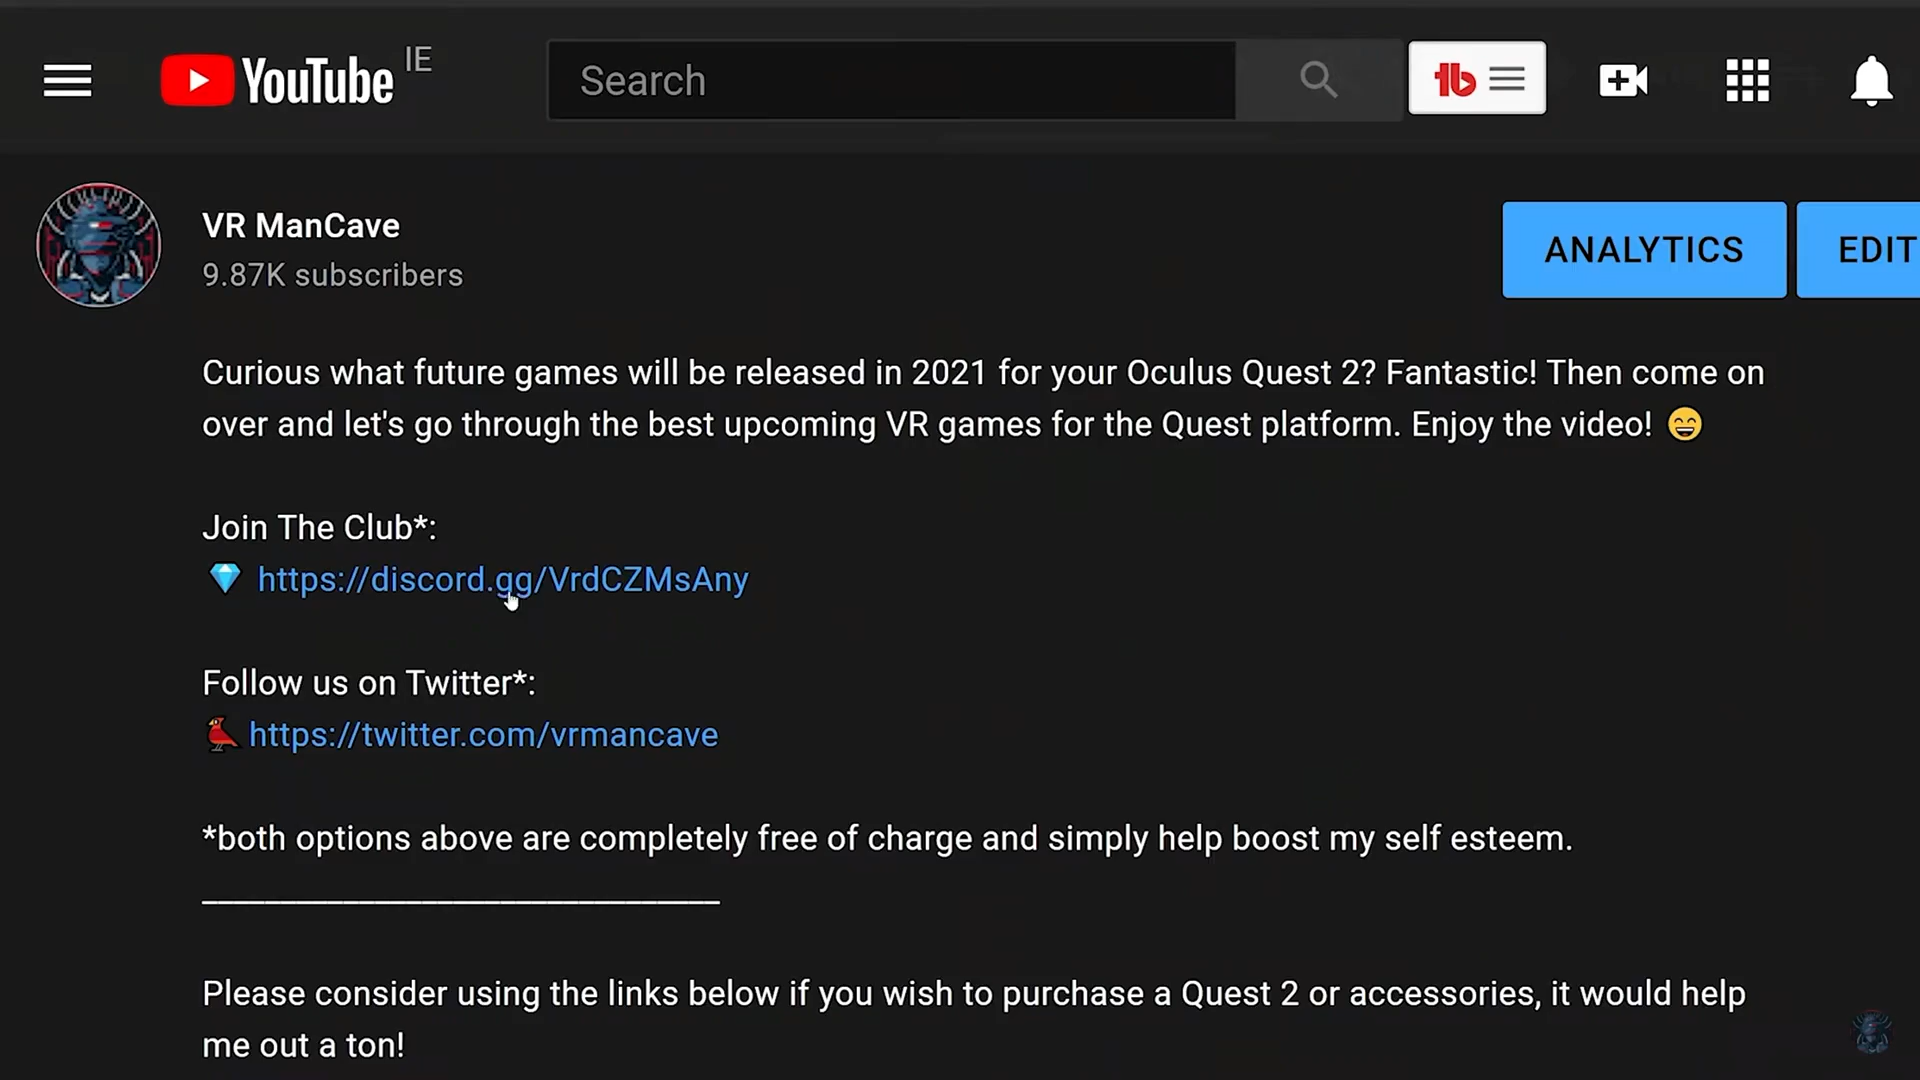 YouTube IE
Search
VR ManCave
9.87K subscribers
ANALYTICS
EDIT
Curious what future games will be released in 2021 for your Oculus Quest 2? Fantastic! Then come on
over and let's go through the best upcoming VR games for the Quest platform. Enjoy the video! 😄
Join The Club*:
💎 https://discord.gg/VrdCZMsAny
Follow us on Twitter*:
https://twitter.com/vrmancave
*both options above are completely free of charge and simply help boost my self esteem.
_________________________________
Please consider using the links below if you wish to purchase a Quest 2 or accessories, it would help
me out a ton!